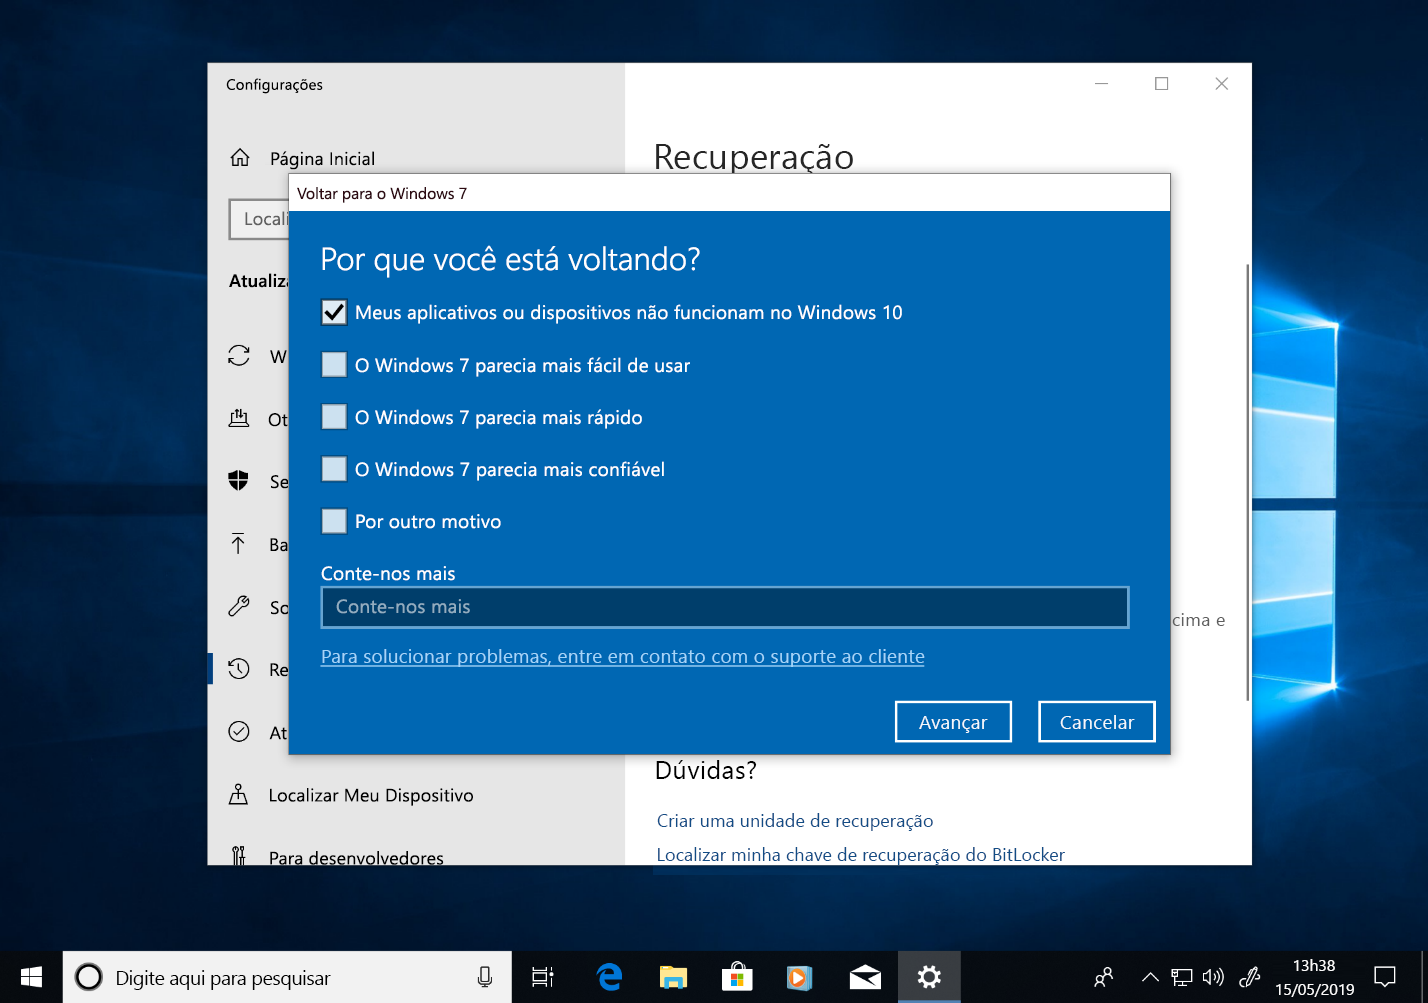 Configurações
Página Inicial
Recuperação
Voltar para o Windows 7
Locali
Por que você está voltando?
Atualiza
Meus aplicativos ou dispositivos não funcionam no Windows 10
W
O Windows 7 parecia mais fácil de usar
Ot
O Windows 7 parecia mais rápido
Se
O Windows 7 parecia mais confiável
Ba
Por outro motivo
Conte-nos mais
So
Conte-nos mais
cima e
Re
Para solucionar problemas, entre em contato com o suporte ao cliente
At
Avançar
Cancelar
Dúvidas?
Localizar Meu Dispositivo
Criar uma unidade de recuperação
Para desenvolvedores
Localizar minha chave de recuperação do BitLocker
Digite aqui para pesquisar
13h38
15/05/2019